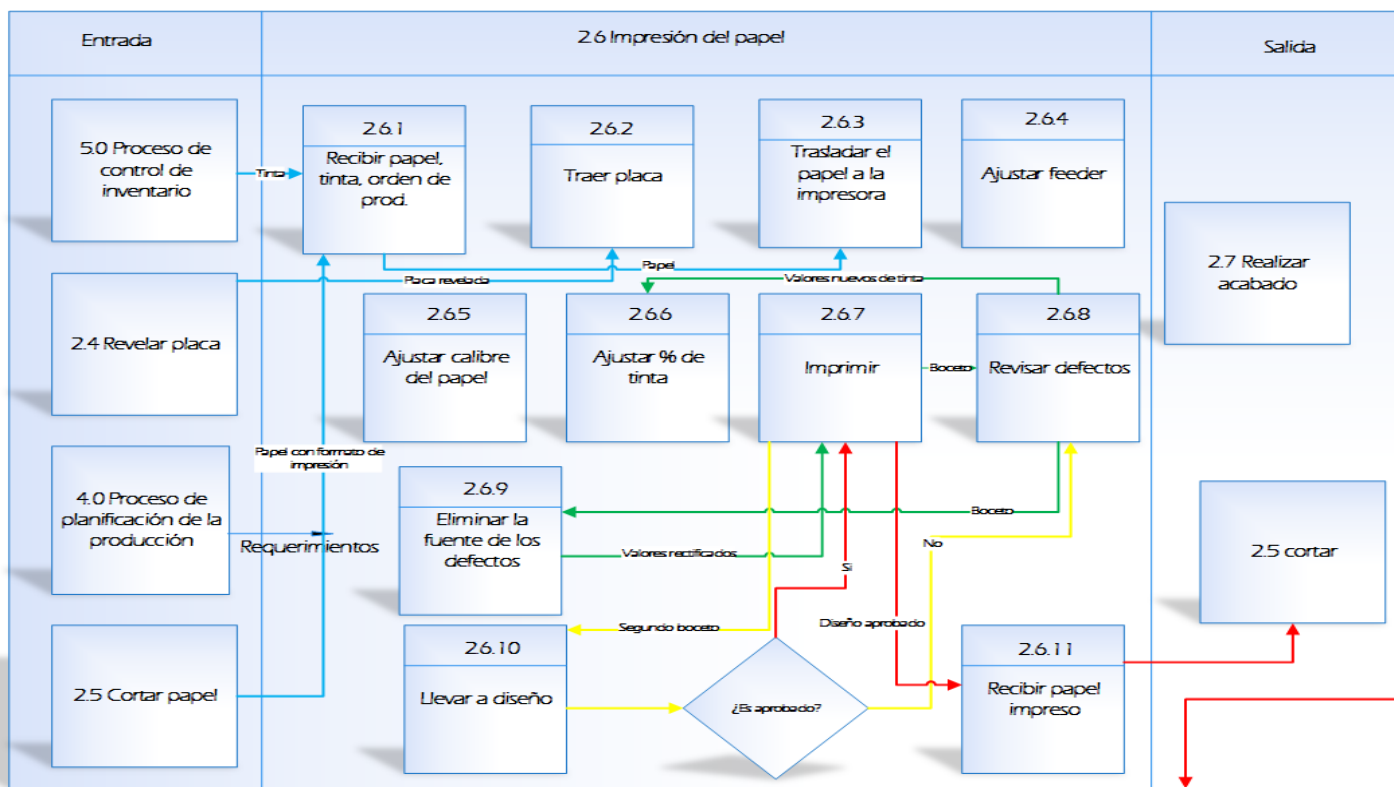 Entrada
2.6 Impresión del papel
Salida
5.0 Proceso de
control de
inventario
Tinta
2.6.1
Recibir papel,
tinta, orden de
prod.
2.6.2
Traer placa
2.6.3
Trasladar el
papel a la
impresora
2.6.4
Ajustar feeder
Papel
Placa revelada
Valores nuevos de tinta
2.7 Realizar
acabado
2.4 Revelar placa
2.6.5
Ajustar calibre
del papel
2.6.6
Ajustar % de
tinta
2.6.7
Imprimir
Boceto
2.6.8
Revisar defectos
Papel con formato de
impresión
4.0 Proceso de
planificación de la
producción
Requerimientos
2.6.9
Eliminar la
fuente de los
defectos
Boceto
Valores rectificados
No
Si
2.5 cortar
Segundo boceto
Diseño aprobado
2.5 Cortar papel
2.6.10
Llevar a diseño
¿Es aprobado?
2.6.11
Recibir papel
impreso